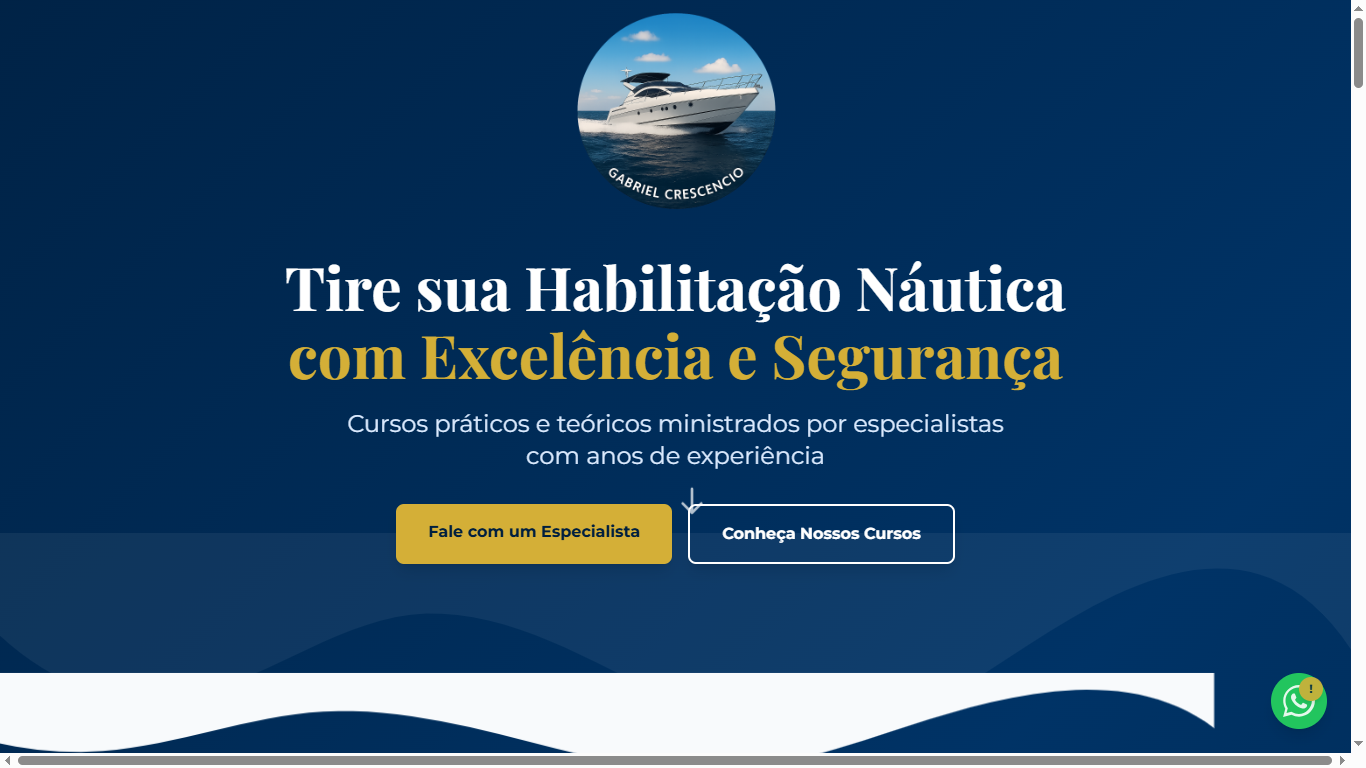 GABRIEL CRESCENCIO
Tire sua Habilitação Náutica
com Excelência e Segurança
Cursos práticos e teóricos ministrados por especialistas
com anos de experiência
Fale com um Especialista
Conheça Nossos Cursos
!